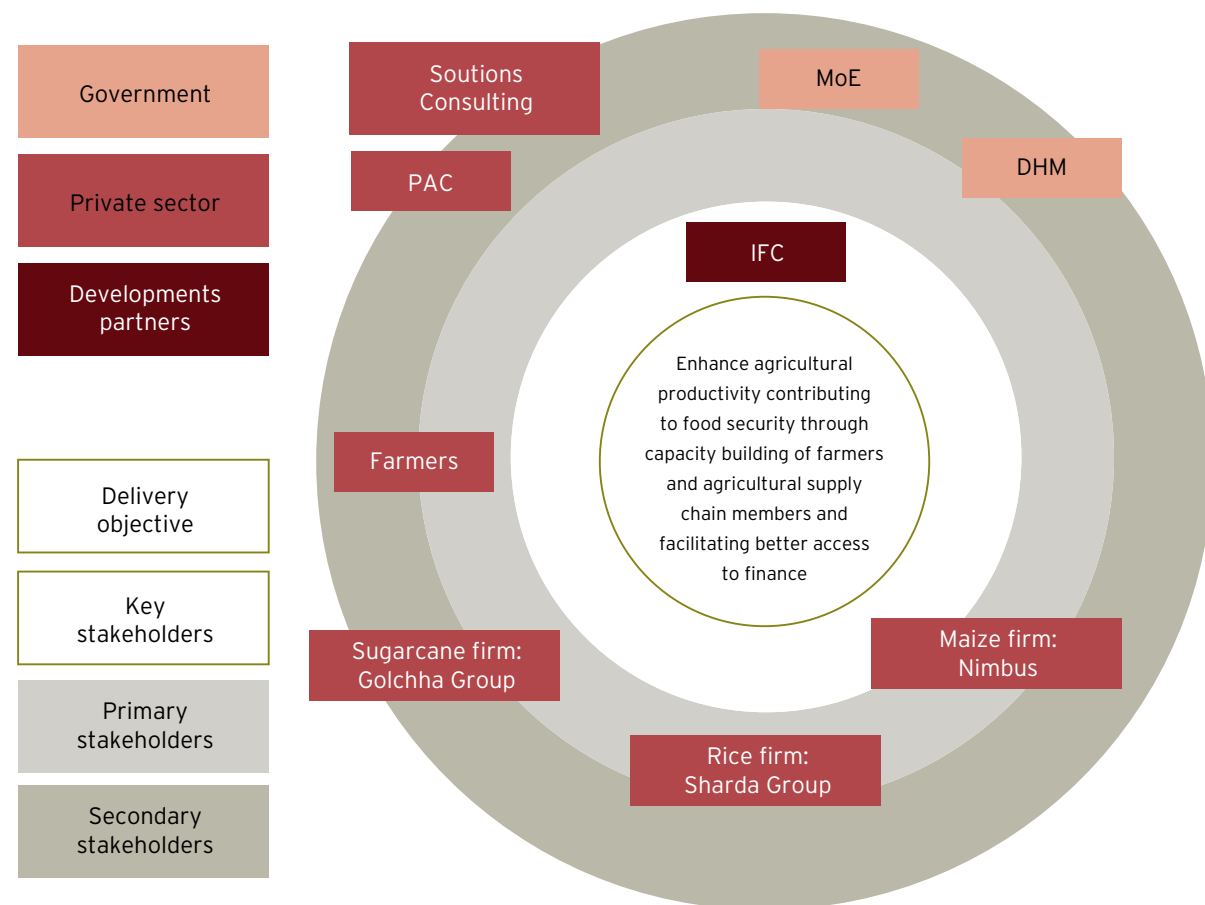 Government
Private sector
Developments
partners
Delivery
objective
Key
stakeholders
Primary
stakeholders
Secondary
stakeholders
Soutions
Consulting
MoE
PAC
DHM
IFC
Enhance agricultural
productivity contributing
to food security through
capacity building of farmers
and agricultural supply
chain members and
facilitating better access
to finance
Farmers
Sugarcane firm:
Golchha Group
Maize firm:
Nimbus
Rice firm:
Sharda Group